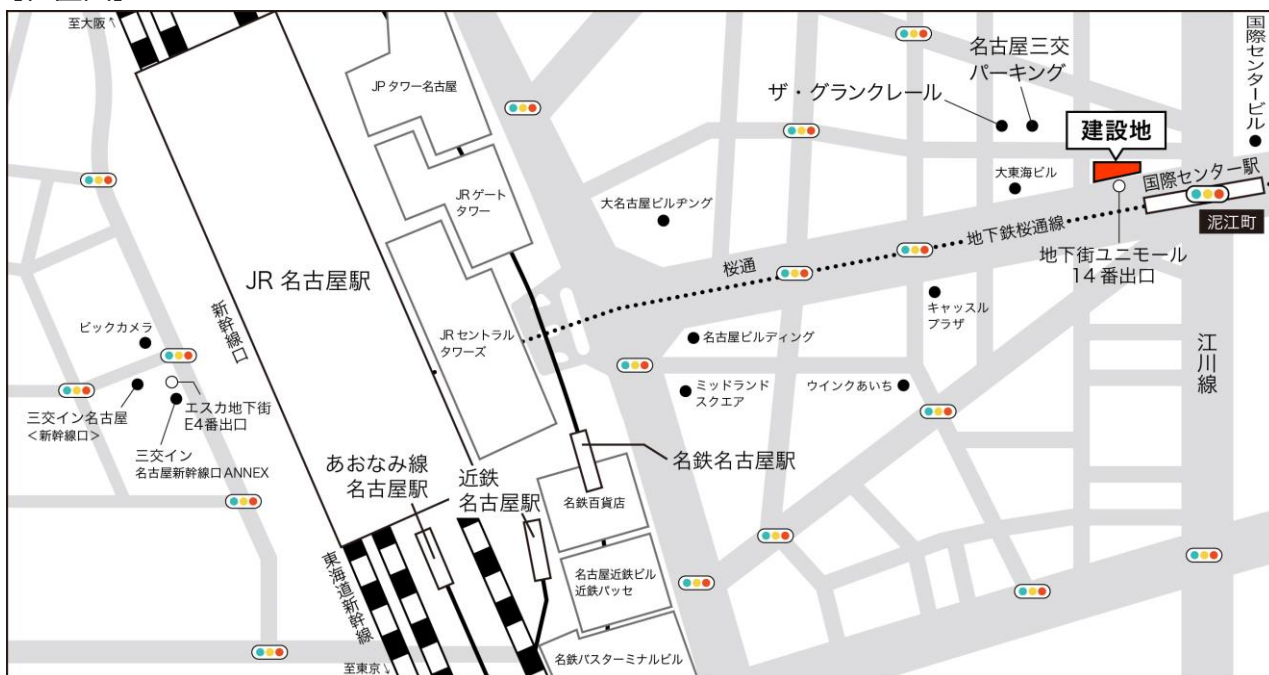 至大阪
JPタワー名古屋
JRゲート
タワー
JR名古屋駅
新幹線口
JRセントラル
タワーズ
ビックカメラ
三交イン名古屋
<新幹線口>
エスカ地下街
E4番出口
三交イン
名古屋新幹線口ANNEX
あおなみ線
名古屋駅
近鉄
名古屋駅
東海道新幹線
至東京
名鉄百貨店
名古屋近鉄ビル
近鉄パッセ
名鉄バスターミナルビル
名鉄名古屋駅
大名古屋ビルヂング
桜通
地下鉄桜通線
名古屋ビルディング
ミッドランド
スクエア
ウインクあいち
キャッスル
プラザ
名古屋三交
パーキング
ザ・グランクレール
建設地
大東海ビル
国際センタービル
国際センター駅
泥江町
地下街ユニモール
14番出口
江川線